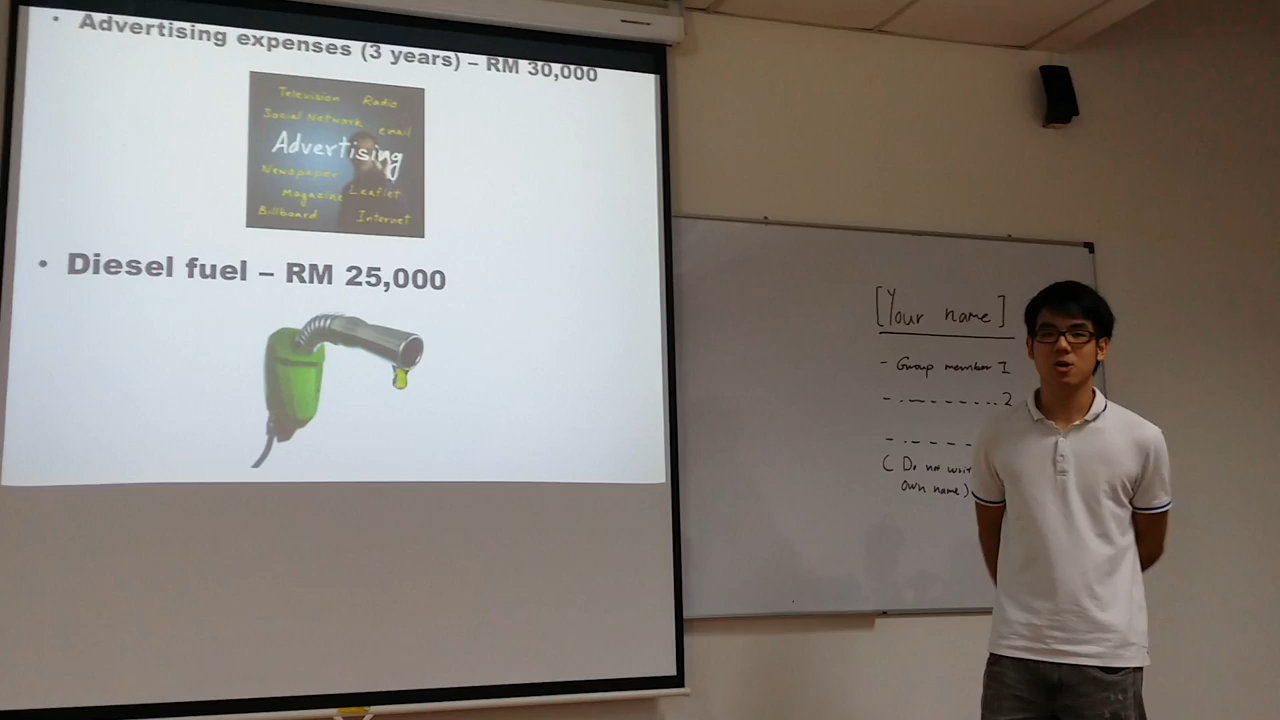 • Advertising expenses (3 years) – RM 30,000
Television Radio
Social Network
email
Advertising
Newspaper
Magazine Leaflet
Billboard Internet
• Diesel fuel – RM 25,000
[Your name]
- Group member 1
- . — - - - - . . 2
- . — - - -
( Do not write
own name)